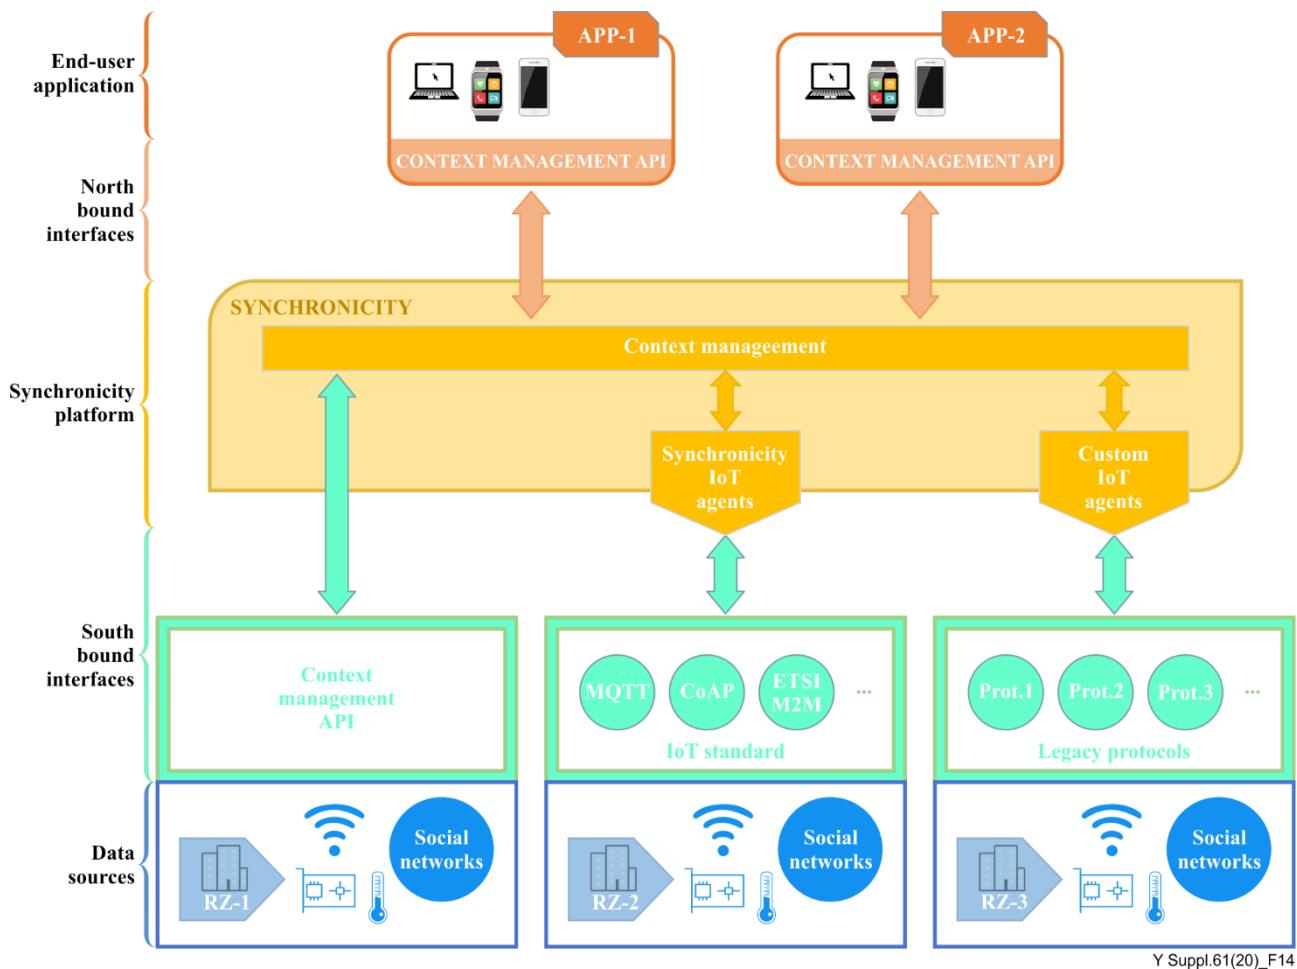 End-user
application
APP-1
CONTEXT MANAGEMENT API
APP-2
CONTEXT MANAGEMENT API
North
bound
interfaces
Synchronicity
platform
SYNCHRONICITY
Context manageement
Synchronicity
IoT
agents
Custom
IoT
agents
South
bound
interfaces
Context
management
API
MQTT
CoAP
ETSI
M2M
...
IoT standard
Prot.1
Prot.2
Prot.3
...
Legacy protocols
Data
sources
RZ-1
Social
networks
RZ-2
Social
networks
RZ-3
Social
networks
Y Suppl.61(20)_F14